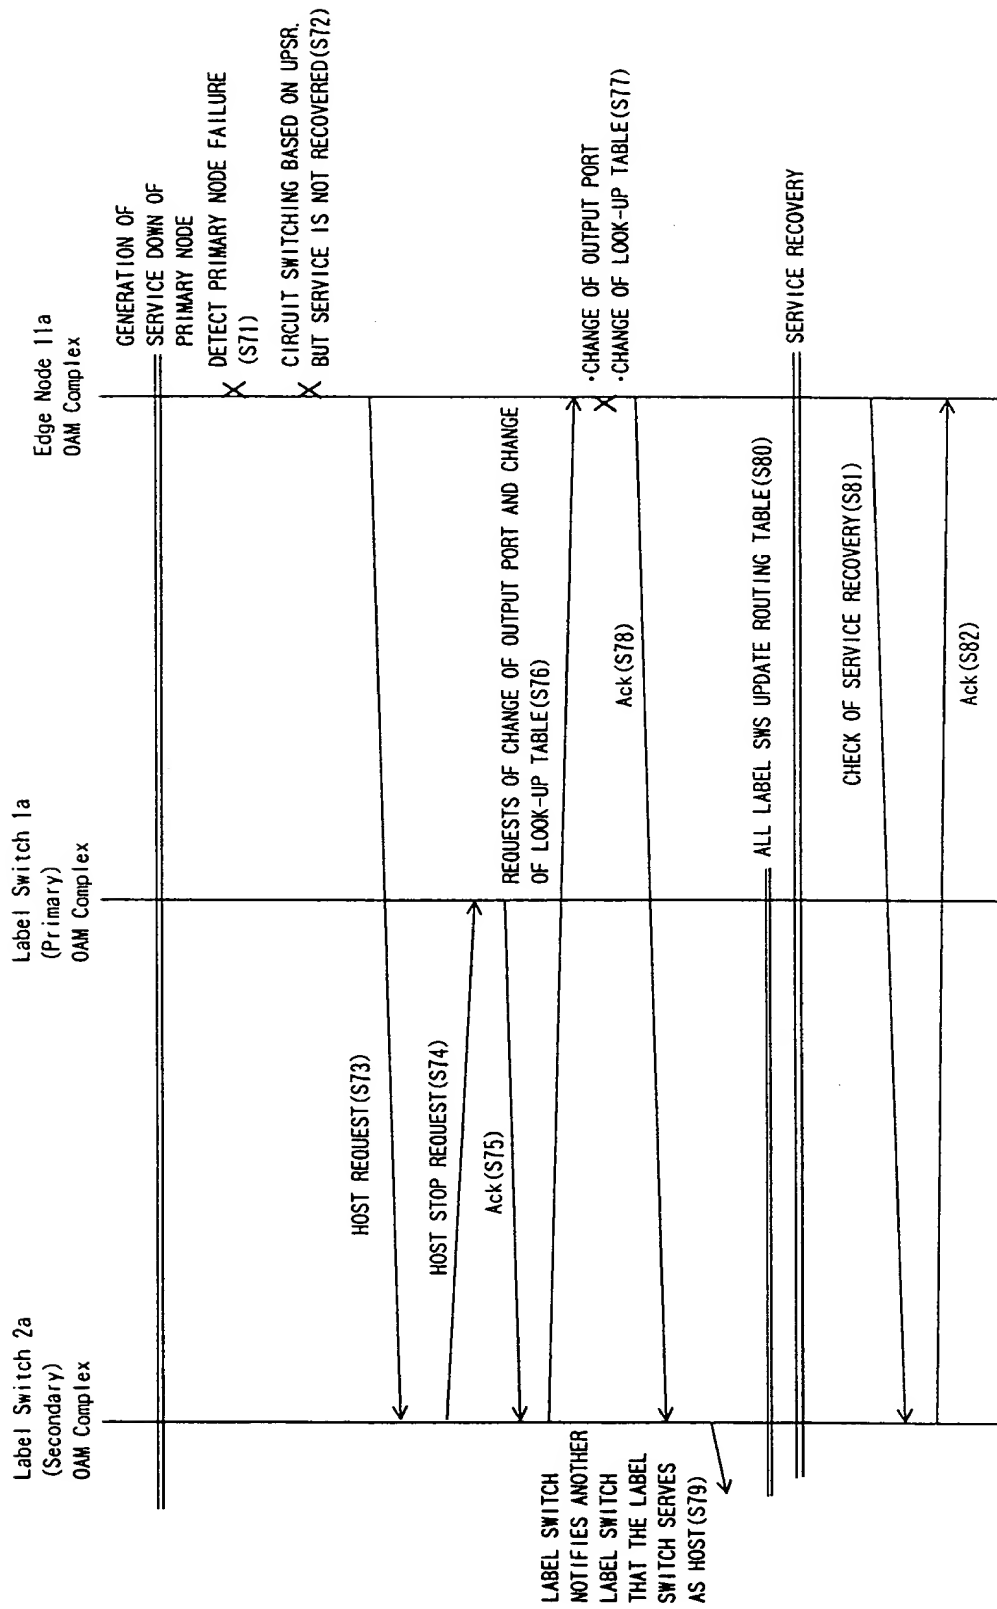 Label Switch 2a
(Secondary)
OAM Complex
Label Switch 1a
(Primary)
OAM Complex
Edge Node 11a
OAM Complex
GENERATION OF
SERVICE DOWN OF
PRIMARY NODE
DETECT PRIMARY NODE FAILURE
(S71)
CIRCUIT SWITCHING BASED ON UPSR.
BUT SERVICE IS NOT RECOVERED(S72)
HOST REQUEST(S73)
HOST STOP REQUEST(S74)
Ack(S75)
REQUESTS OF CHANGE OF OUTPUT PORT AND CHANGE
OF LOOK-UP TABLE(S76)
·CHANGE OF OUTPUT PORT
·CHANGE OF LOOK-UP TABLE(S77)
Ack(S78)
LABEL SWITCH
NOTIFIES ANOTHER
LABEL SWITCH
THAT THE LABEL
SWITCH SERVES
AS HOST(S79)
ALL LABEL SWS UPDATE ROUTING TABLE(S80)
SERVICE RECOVERY
CHECK OF SERVICE RECOVERY(S81)
Ack(S82)